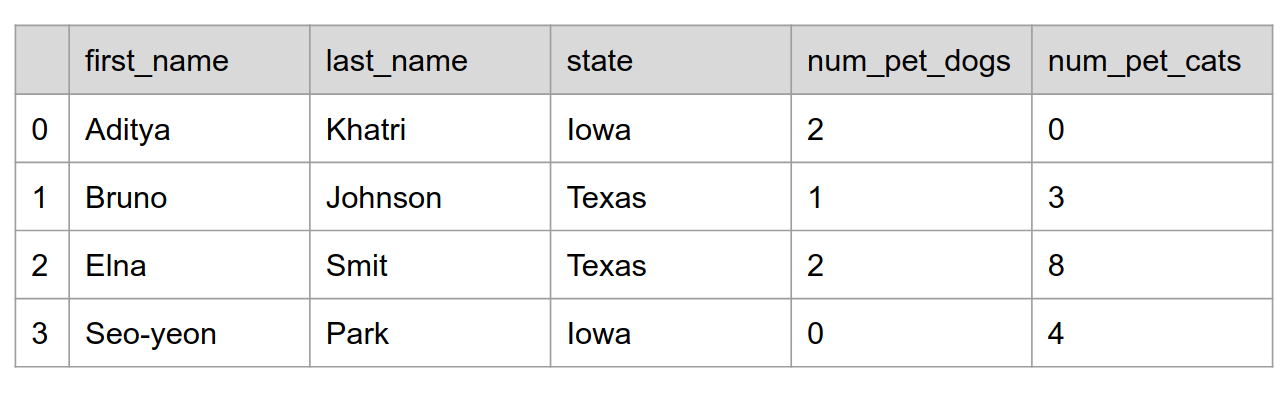 first_name last_name state num_pet_dogs num_pet_cats
0 Aditya Khatri Iowa 2 0
1 Bruno Johnson Texas 1 3
2 Elna Smit Texas 2 8
3 Seo-yeon Park Iowa 0 4